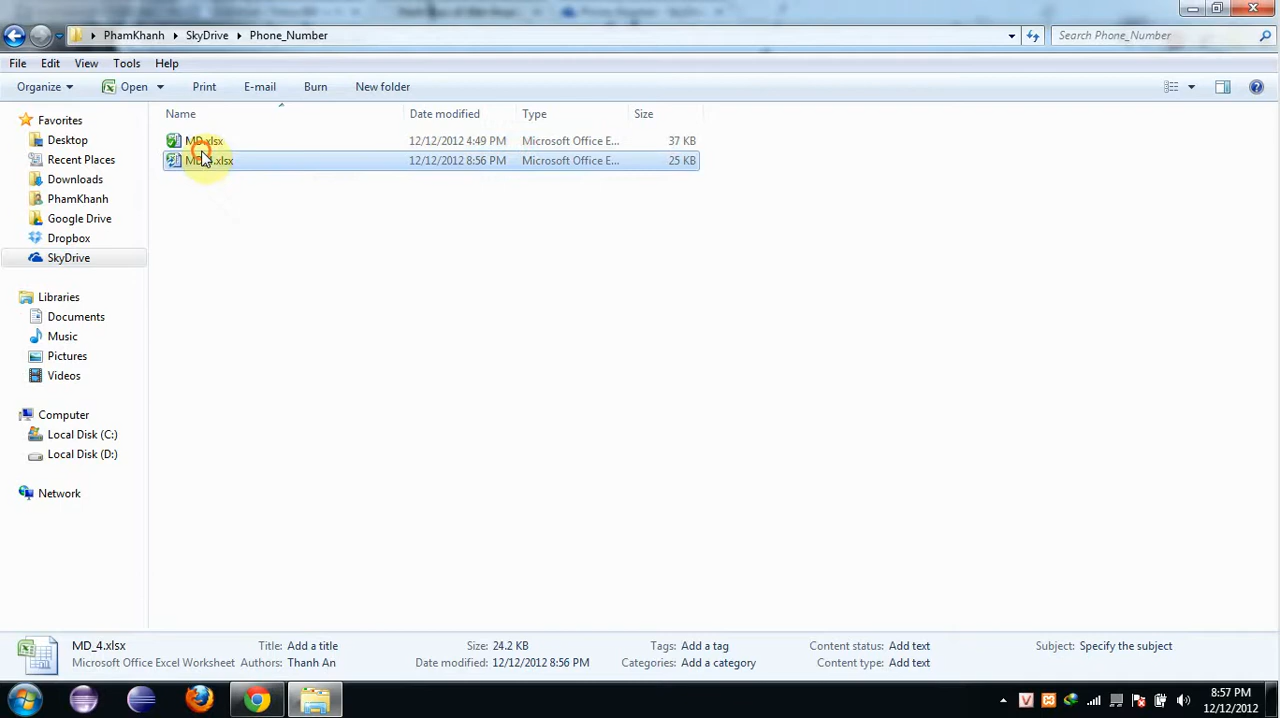 PhamKhanh SkyDrive Phone_Number
Search Phone_Number
File Edit View Tools Help
Organize Open Print E-mail Burn New folder
Name Date modified Type Size
Favorites
Desktop
Recent Places
Downloads
PhamKhanh
Google Drive
Dropbox
SkyDrive
Libraries
Documents
Music
Pictures
Videos
Computer
Local Disk (C:)
Local Disk (D:)
Network
MD.xlsx 12/12/2012 4:49 PM Microsoft Office E... 37 KB
MD_4.xlsx 12/12/2012 8:56 PM Microsoft Office E... 25 KB
MD_4.xlsx Title: Add a title Size: 24.2 KB Tags: Add a tag Content status: Add text Subject: Specify the subject
Microsoft Office Excel Worksheet Authors: Thanh An Date modified: 12/12/2012 8:56 PM Categories: Add a category Content type: Add text
8:57 PM
12/12/2012